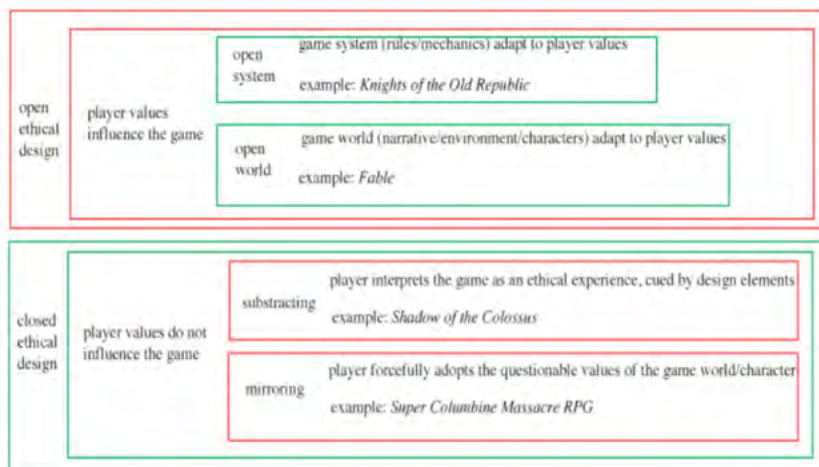 open
ethical
design
player values
influence the game
open
system
game system (rules/mechanics) adapt to player values
example: Knights of the Old Republic
open
world
game world (narrative/environment/characters) adapt to player values
example: Fable
closed
ethical
design
player values do not
influence the game
substracting
player interprets the game as an ethical experience, cued by design elements
example: Shadow of the Colossus
mirroring
player forcefully adopts the questionable values of the game world/character
example: Super Columbine Massacre RPG